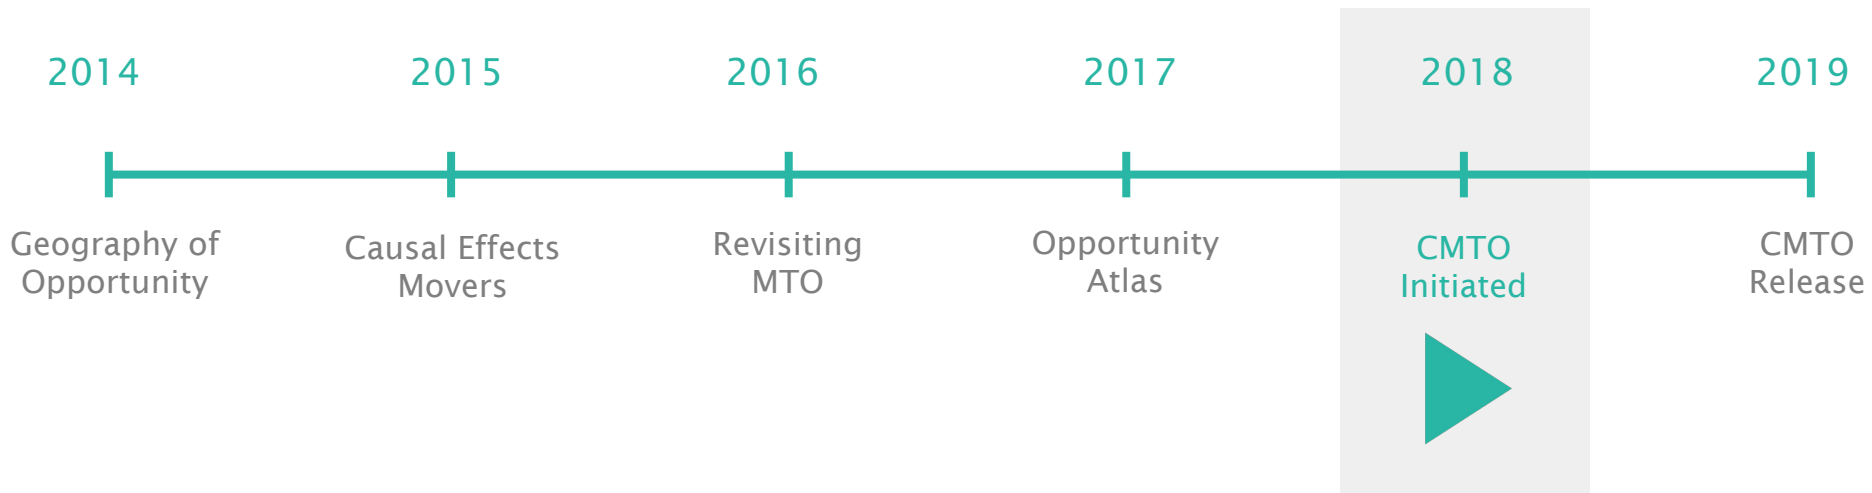 2014
2015
2016
2017
2018
2019
Geography of
Opportunity
Causal Effects
Movers
Revisiting
MTO
Opportunity
Atlas
CMTO
Initiated
CMTO
Release